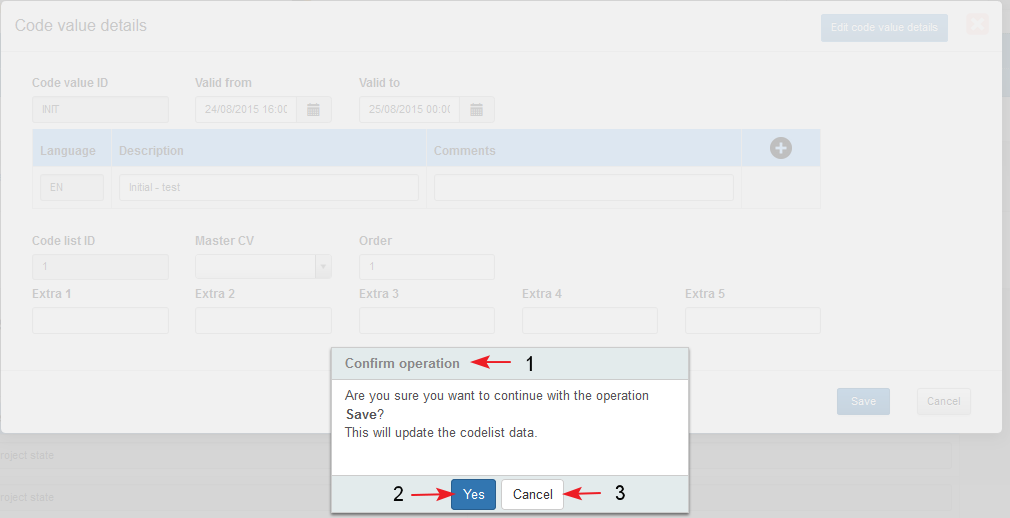 Code value details
Edit code value details
Code value ID Valid from Valid to
INIT 24/08/2015 16:00 25/08/2015 00:00
Language Description Comments
EN Initial - test
Code list ID Master CV Order
1 1
Extra 1 Extra 2 Extra 3 Extra 4 Extra 5
Confirm operation 1
Are you sure you want to continue with the operation
Save?
This will update the codelist data.
Save Cancel
roject state
2 Yes Cancel 3
roject state